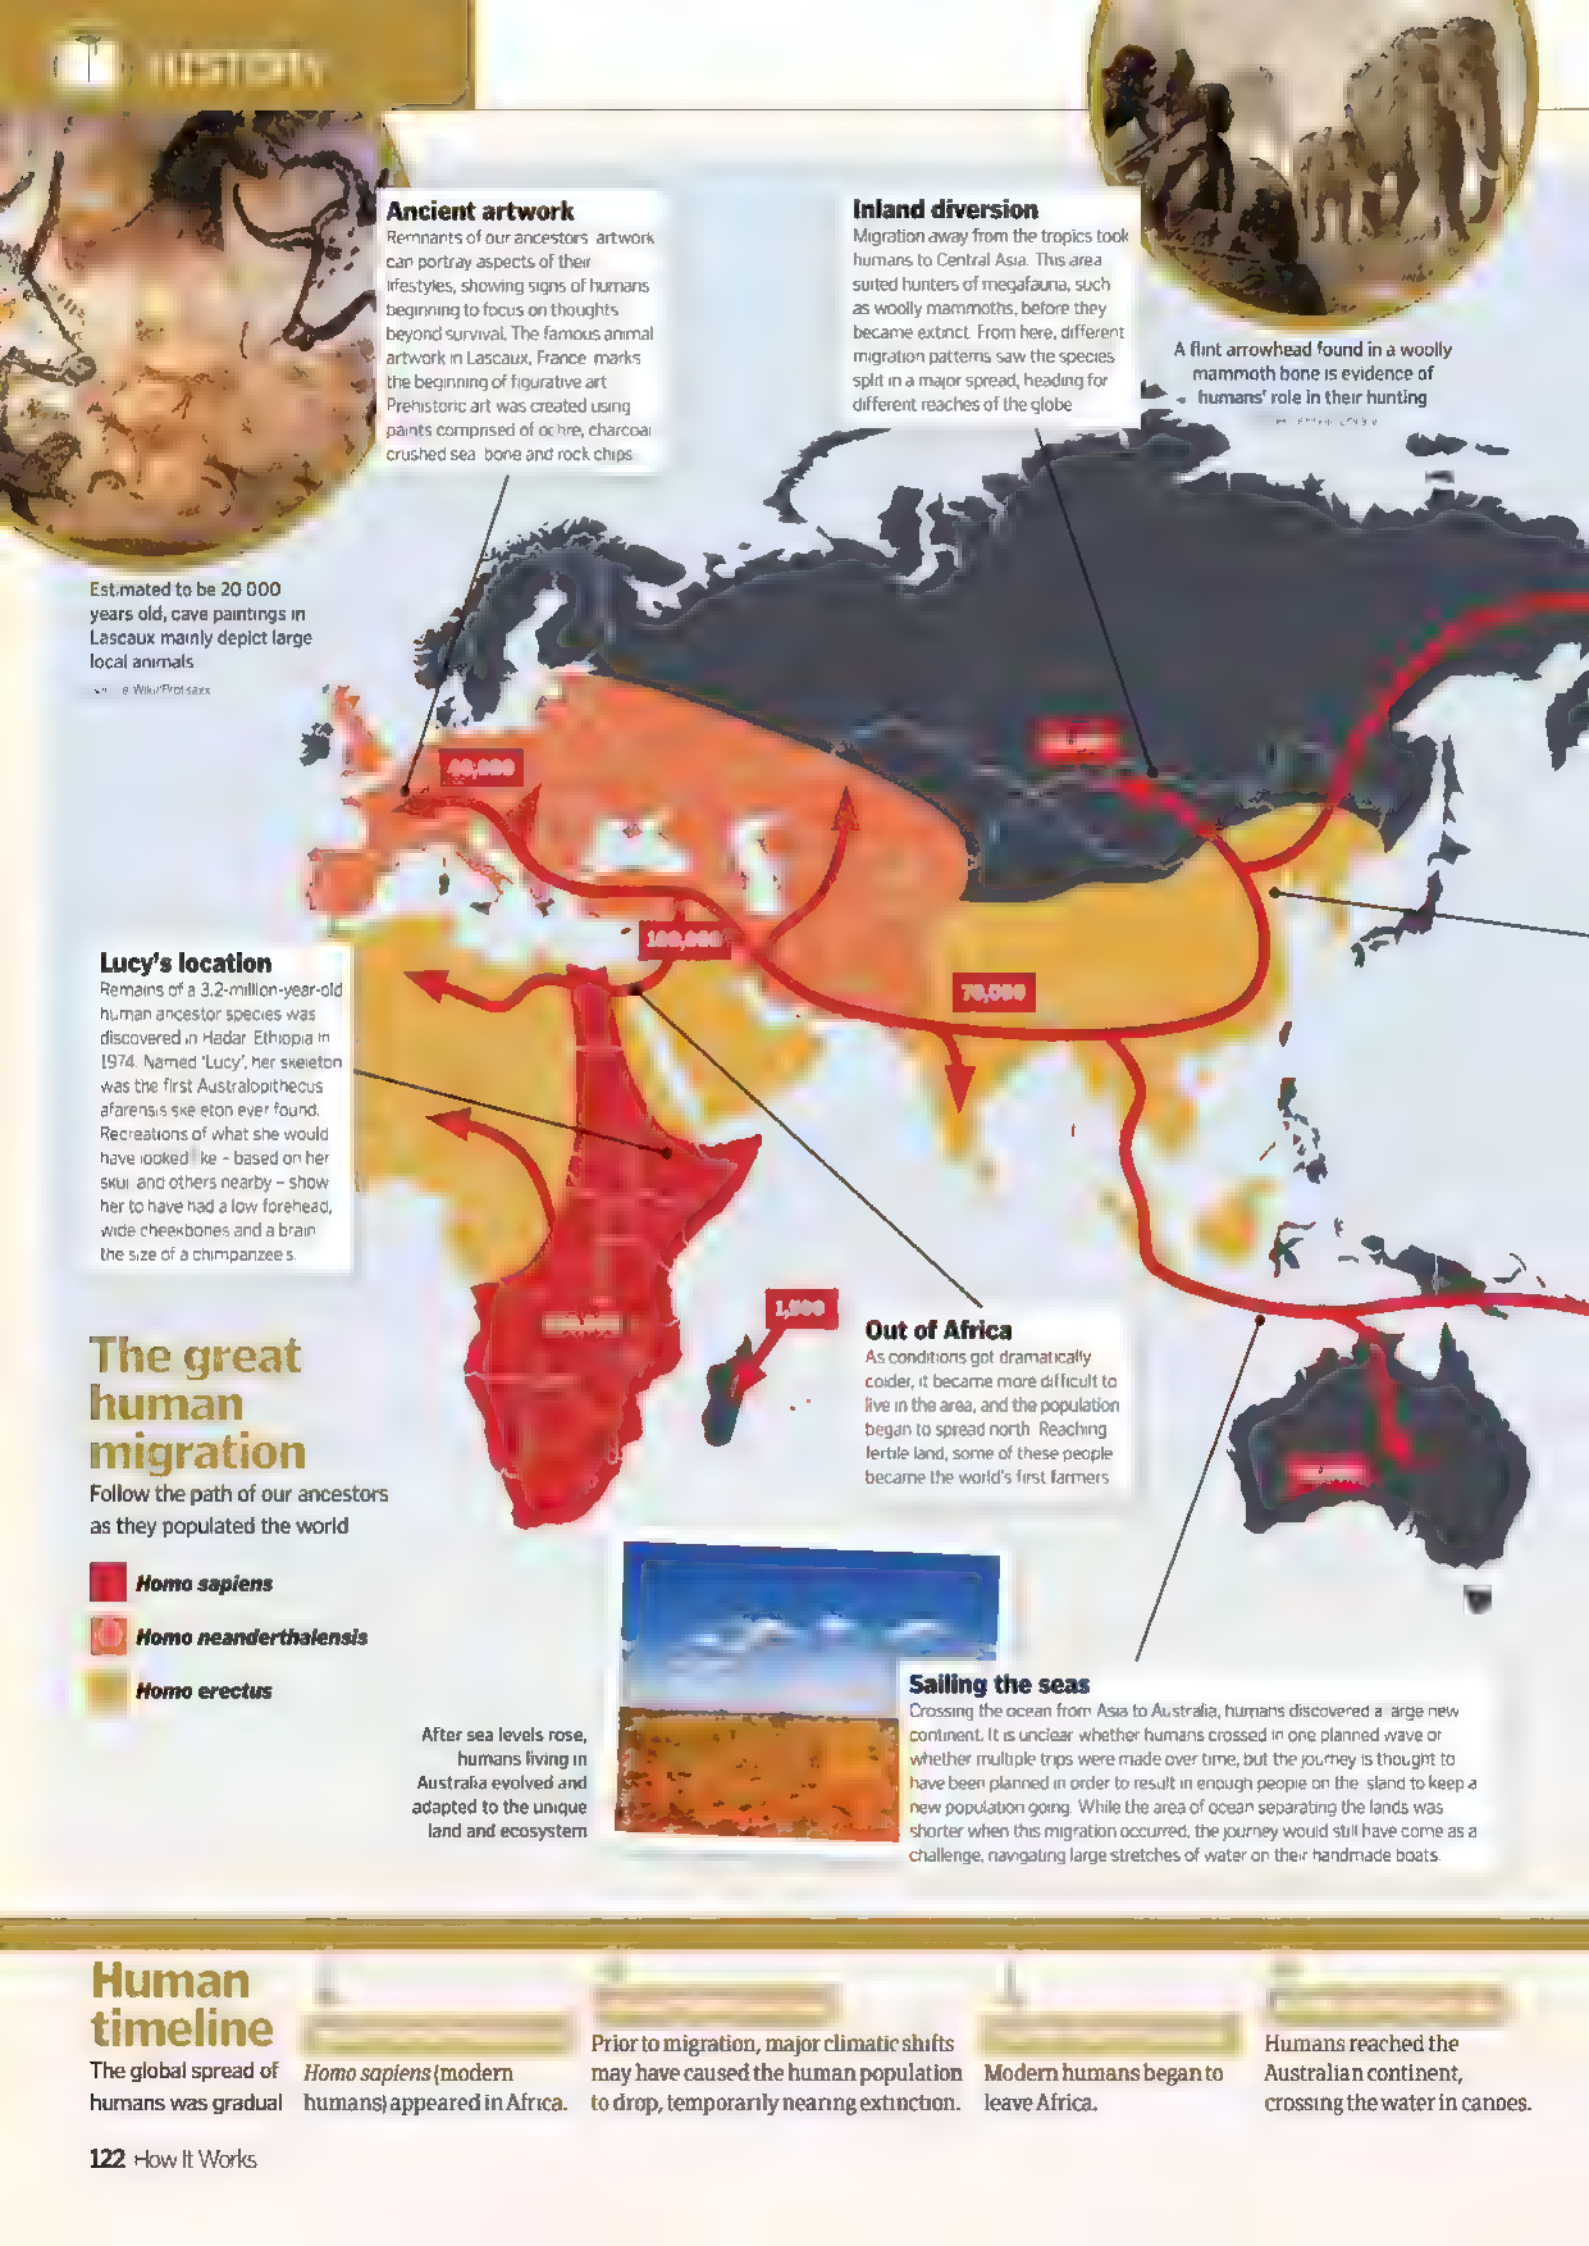 HISTORY
Ancient artwork
Remnants of our ancestors artwork
can portray aspects of their
lifestyles, showing signs of humans
beginning to focus on thoughts
beyond survival. The famous animal
artwork in Lascaux, France marks
the beginning of figurative art
Prehistoric art was created using
paints comprised of ochre, charcoal
crushed sea bone and rock chips
Inland diversion
Migration away from the tropics took
humans to Central Asia. This area
suited hunters of megafauna, such
as woolly mammoths, before they
became extinct. From here, different
migration patterns saw the species
split in a major spread, heading for
different reaches of the globe
A flint arrowhead found in a woolly
mammoth bone is evidence of
humans' role in their hunting
Estimated to be 20 000
years old, cave paintings in
Lascaux mainly depict large
local animals
40,000
100,000
70,000
Lucy's location
Remains of a 3.2-million-year-old
human ancestor species was
discovered in Hadar Ethiopia in
1974. Named 'Lucy', her skeleton
was the first Australopithecus
afarensis skeleton ever found.
Recreations of what she would
have looked like – based on her
skull and others nearby – show
her to have had a low forehead,
wide cheekbones and a brain
the size of a chimpanzee s.
The great
human
migration
Follow the path of our ancestors
as they populated the world
Homo sapiens
Homo neanderthalensis
Homo erectus
Out of Africa
As conditions got dramatically
colder, it became more difficult to
live in the area, and the population
began to spread north Reaching
fertile land, some of these people
became the world's first farmers
After sea levels rose,
humans living in
Australia evolved and
adapted to the unique
land and ecosystem
Sailing the seas
Crossing the ocean from Asia to Australia, humans discovered a large new
continent. It is unclear whether humans crossed in one planned wave or
whether multiple trips were made over time, but the journey is thought to
have been planned in order to result in enough people on the island to keep a
new population going. While the area of ocean separating the lands was
shorter when this migration occurred, the journey would still have come as a
challenge, navigating large stretches of water on their handmade boats.
Human
timeline
The global spread of
humans was gradual
Homo sapiens (modern
humans) appeared in Africa.
Prior to migration, major climatic shifts
may have caused the human population
to drop, temporarily nearing extinction.
Modern humans began to
leave Africa.
Humans reached the
Australian continent,
crossing the water in canoes.
122 How It Works